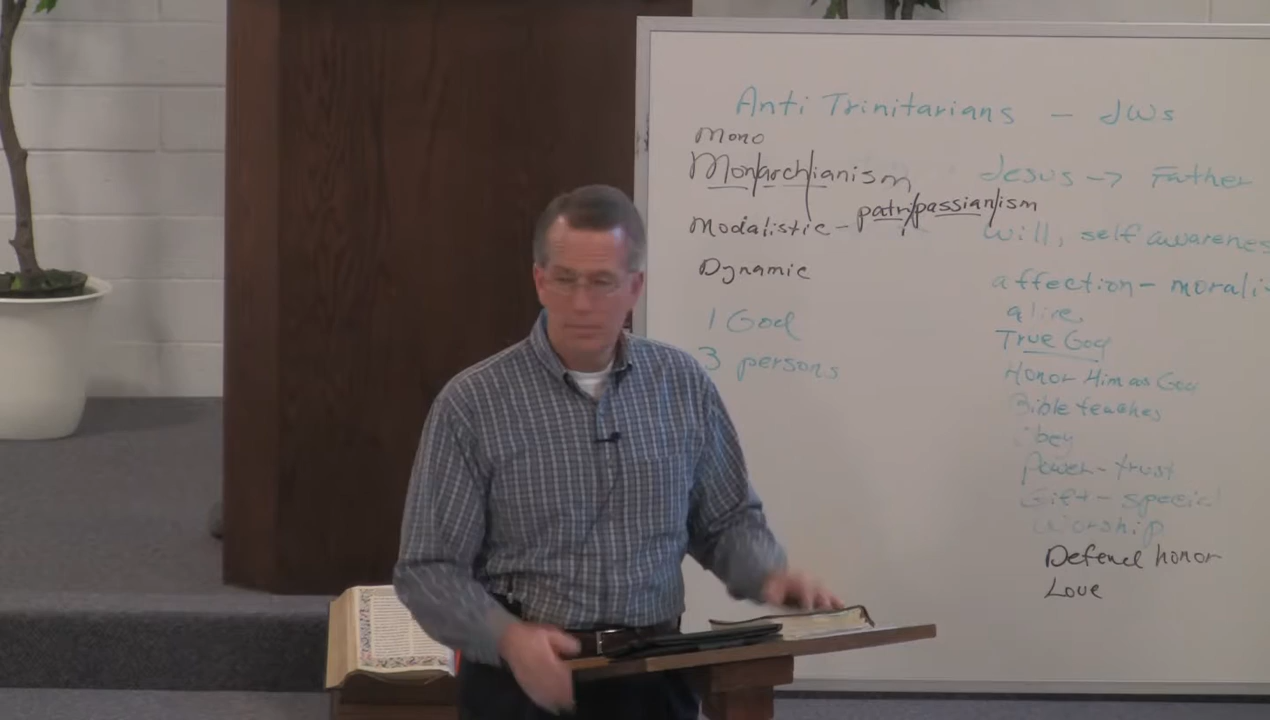 Anti Trinitarians - JWs
Mono
Monarchianism
Modalistic - patripassianism
Dynamic
1 God
3 persons
Jesus → Father
Will, self awareness
affection - morali
alive
True God
Honor Him as God
Bible teaches
Obey
Power - trust
Gift - special
Worship
Defend honor
Love